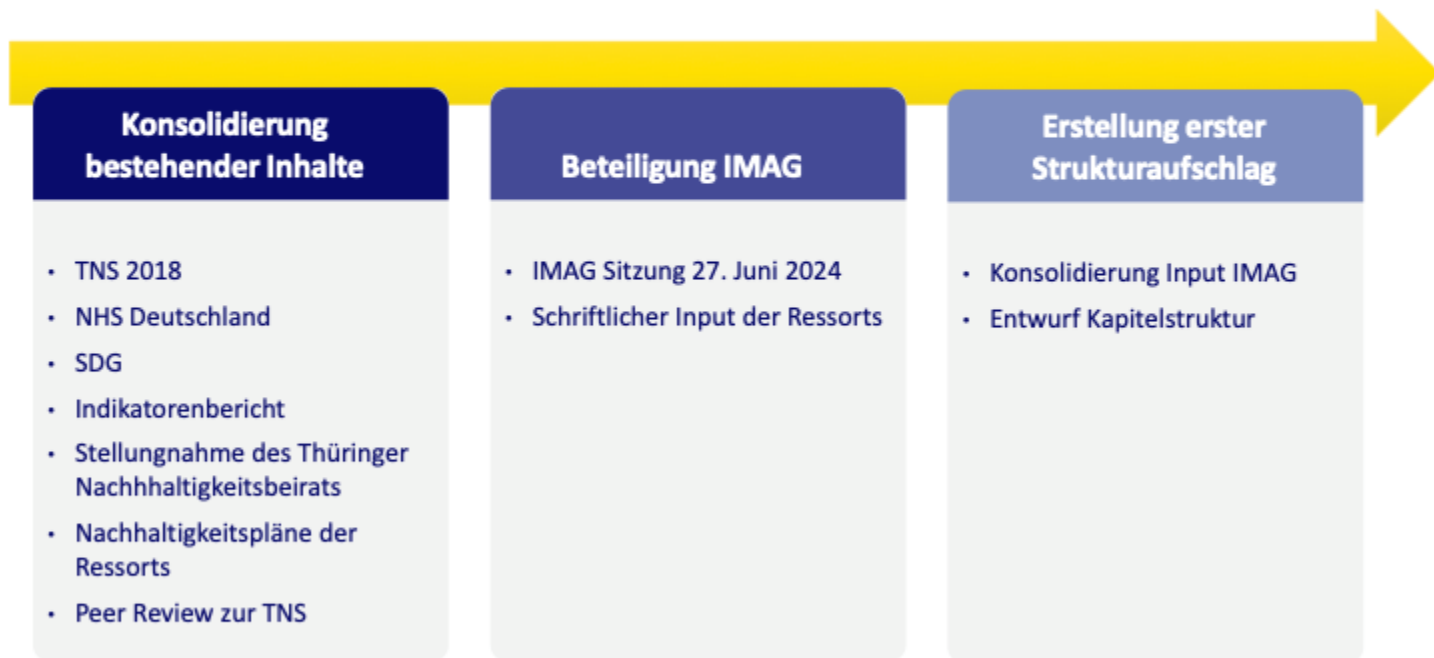 Konsolidierung
bestehender Inhalte
• TNS 2018
• NHS Deutschland
• SDG
• Indikatorenbericht
• Stellungnahme des Thüringer
Nachhhaltigkeitsbeirats
• Nachhaltigkeitspläne der
Ressorts
• Peer Review zur TNS
Beteiligung IMAG
• IMAG Sitzung 27. Juni 2024
• Schriftlicher Input der Ressorts
Erstellung erster
Strukturaufschlag
• Konsolidierung Input IMAG
• Entwurf Kapitelstruktur